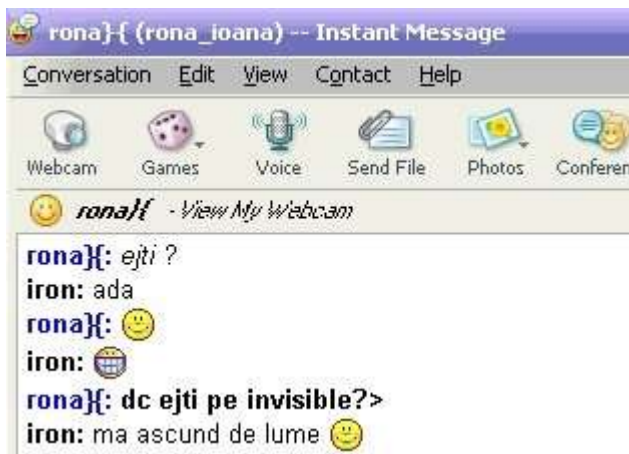 rona}{ (rona_ioana) -- Instant Message
Conversation Edit View Contact Help
Webcam Games Voice Send File Photos Conferen
rona}{ - View My Webcam
rona}{: ejti ?
iron: ada
rona}{:
iron:
rona}{: dc ejti pe invisible?>
iron: ma ascund de lume